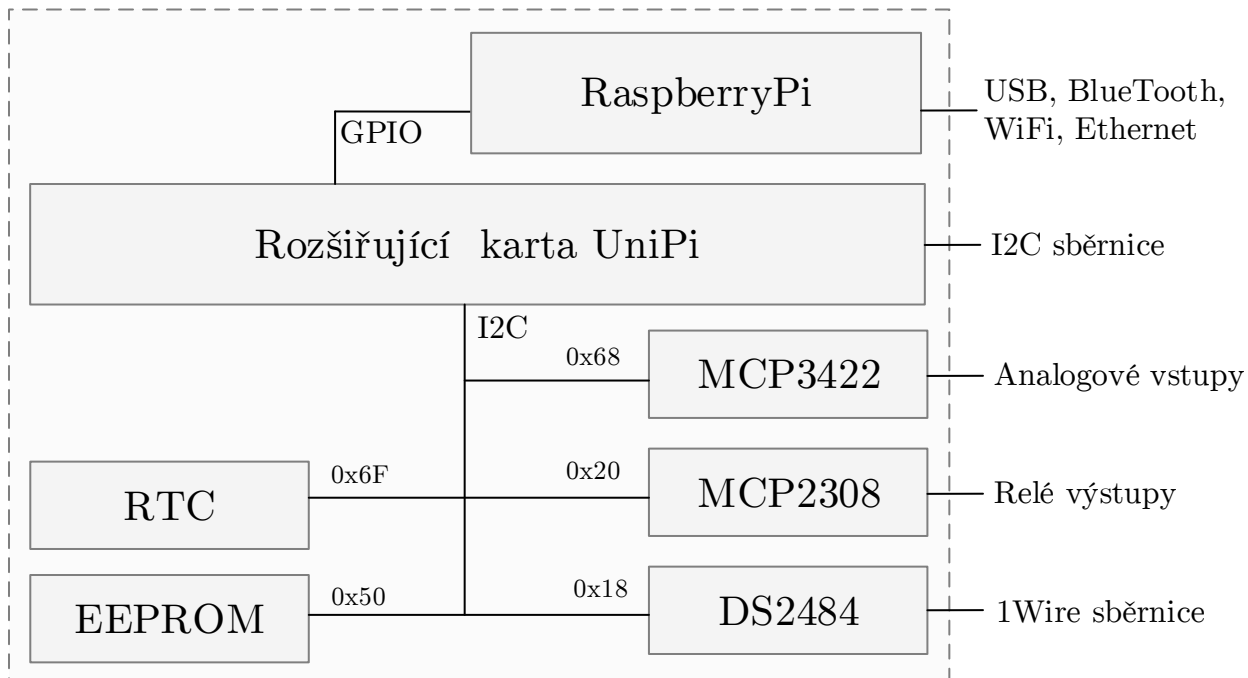 RaspberryPi
USB, BlueTooth,
WiFi, Ethernet
GPIO
Rozšiřující karta UniPi
I2C sběrnice
I2C
0x68
MCP3422
Analogové vstupy
RTC
0x6F
0x20
MCP2308
Relé výstupy
EEPROM
0x50
0x18
DS2484
1Wire sběrnice